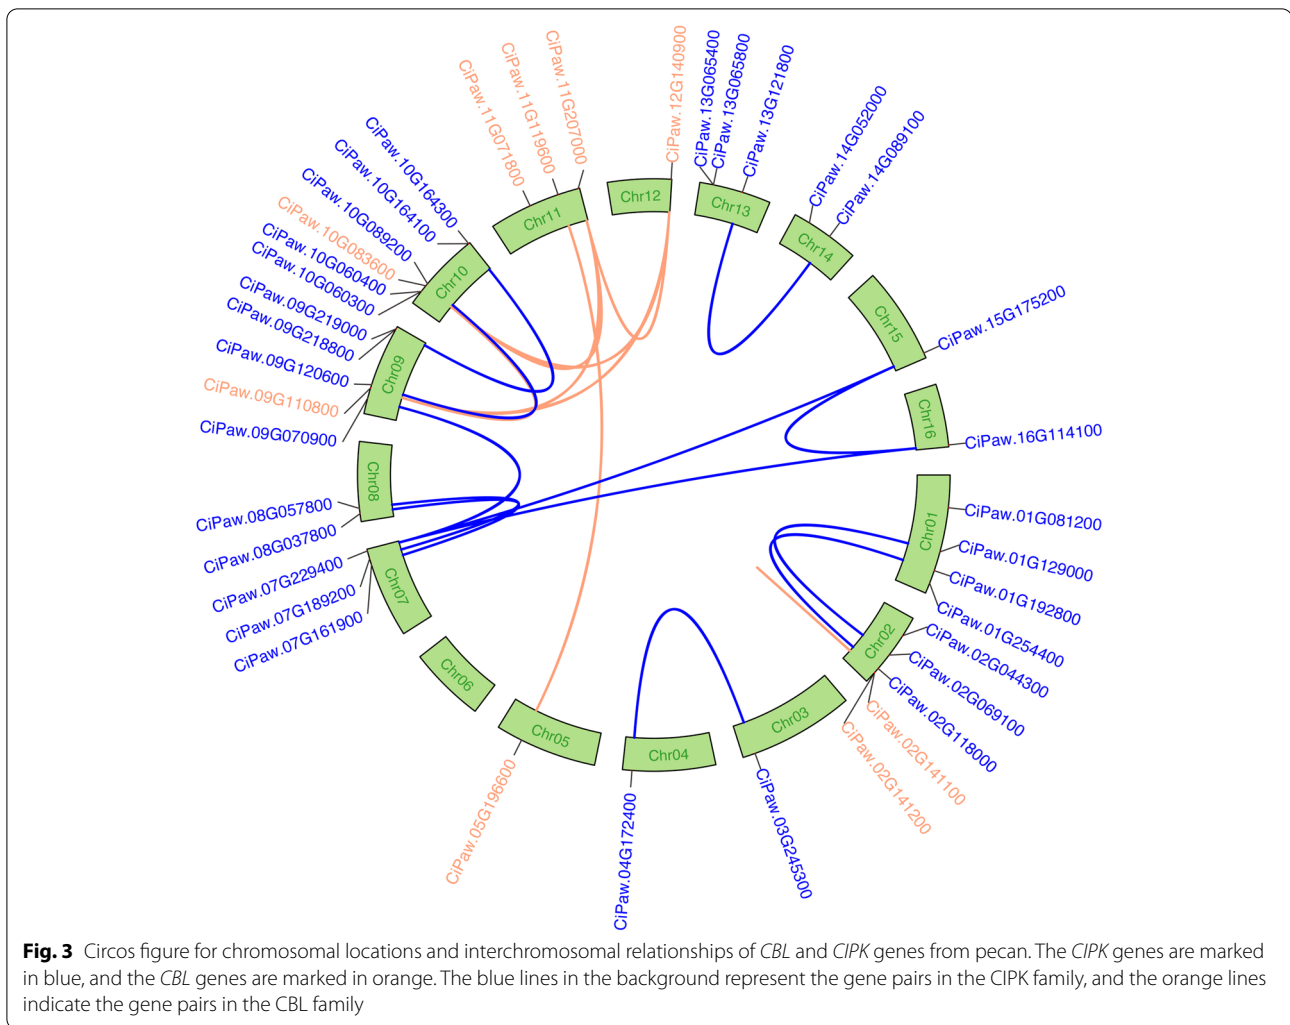 CiPaw.11G071800
CiPaw.11G119600
CiPaw.11G207000
CiPaw.12G140900
CiPaw.13G065400
CiPaw.13G065800
CiPaw.13G121800
CiPaw.14G052000
CiPaw.14G089100
CiPaw.15G175200
CiPaw.16G114100
CiPaw.01G081200
CiPaw.01G129000
CiPaw.01G192800
CiPaw.01G254400
CiPaw.02G044300
CiPaw.02G069100
CiPaw.02G118000
CiPaw.02G141100
CiPaw.02G141200
CiPaw.03G245300
CiPaw.04G172400
CiPaw.05G196600
CiPaw.07G161900
CiPaw.07G189200
CiPaw.07G229400
CiPaw.08G037800
CiPaw.08G057800
CiPaw.09G070900
CiPaw.09G110800
CiPaw.09G120600
CiPaw.09G218800
CiPaw.09G219000
CiPaw.10G060300
CiPaw.10G060400
CiPaw.10G083600
CiPaw.10G089200
CiPaw.10G164100
CiPaw.10G164300
Chr11
Chr12
Chr13
Chr14
Chr15
Chr16
Chr01
Chr02
Chr03
Chr04
Chr05
Chr06
Chr07
Chr08
Chr09
Chr10
Fig. 3 Circos figure for chromosomal locations and interchromosomal relationships of CBL and CIPK genes from pecan. The CIPK genes are marked
in blue, and the CBL genes are marked in orange. The blue lines in the background represent the gene pairs in the CIPK family, and the orange lines
indicate the gene pairs in the CBL family